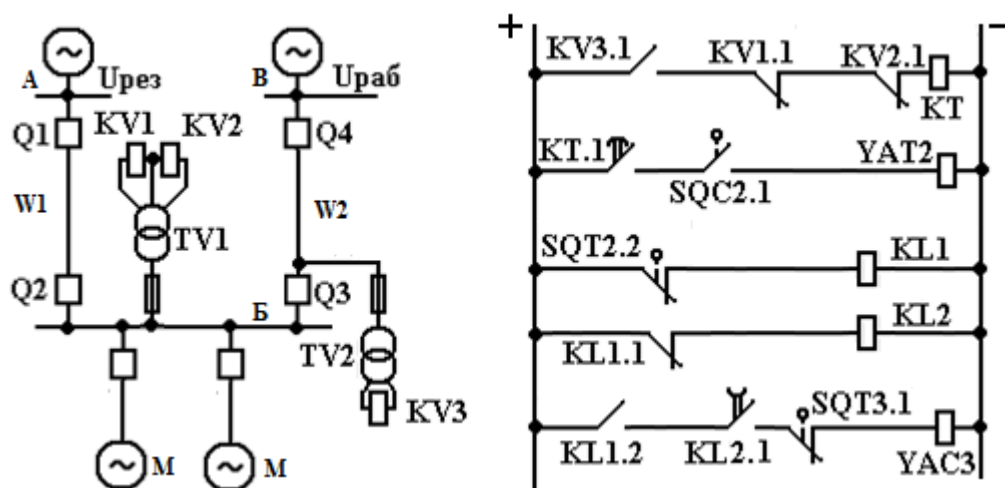 A Uрез
B Uраб
Q1 KV1 KV2 Q4
W1 TV1 W2
Q2 Q3
Б
TV2
KV3
M M
+ −
KV3.1 KV1.1 KV2.1
KT
KT.1 YAT2
SQC2.1
SQT2.2 KL1
KL2
KL1.1
SQT3.1
KL1.2 KL2.1 YAC3